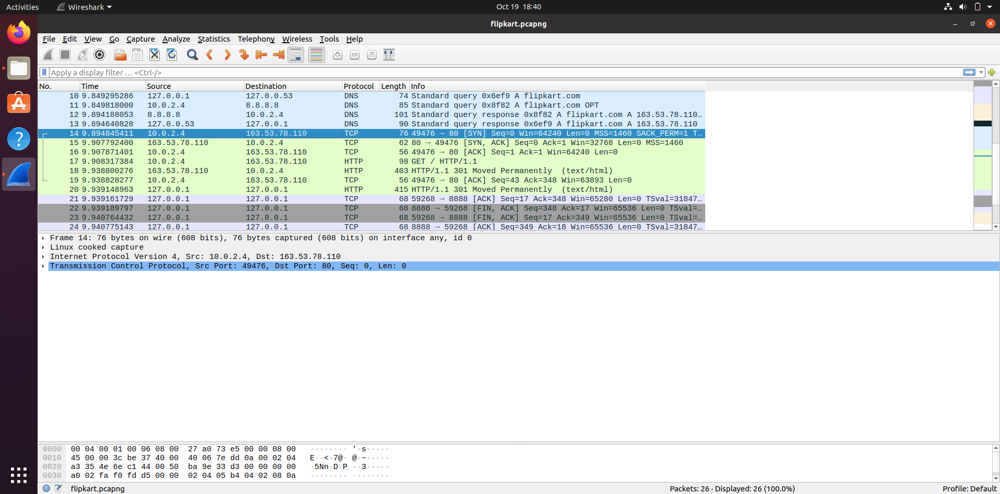 Activities Wireshark Oct 19 18:40
flipkart.pcapng
File Edit View Go Capture Analyze Statistics Telephony Wireless Tools Help
Apply a display filter … <Ctrl-/>
No. Time Source Destination Protocol Length Info
10 9.849295286 127.0.0.1 127.0.0.53 DNS 74 Standard query 0x6ef9 A flipkart.com
11 9.849818000 10.0.2.4 8.8.8.8 DNS 85 Standard query 0x8f82 A flipkart.com OPT
12 9.894188053 8.8.8.8 10.0.2.4 DNS 101 Standard query response 0x8f82 A flipkart.com A 163.53.78.110…
13 9.894640828 127.0.0.53 127.0.0.1 DNS 90 Standard query response 0x6ef9 A flipkart.com A 163.53.78.110
14 9.894845411 10.0.2.4 163.53.78.110 TCP 76 49476 → 80 [SYN] Seq=0 Win=64240 Len=0 MSS=1460 SACK_PERM=1 T…
15 9.907792400 163.53.78.110 10.0.2.4 TCP 62 80 → 49476 [SYN, ACK] Seq=0 Ack=1 Win=32768 Len=0 MSS=1460
16 9.907871401 10.0.2.4 163.53.78.110 TCP 56 49476 → 80 [ACK] Seq=1 Ack=1 Win=64240 Len=0
17 9.908317384 10.0.2.4 163.53.78.110 HTTP 98 GET / HTTP/1.1
18 9.938800276 163.53.78.110 10.0.2.4 HTTP 403 HTTP/1.1 301 Moved Permanently  (text/html)
19 9.938828277 10.0.2.4 163.53.78.110 TCP 56 49476 → 80 [ACK] Seq=43 Ack=348 Win=63893 Len=0
20 9.939148963 127.0.0.1 127.0.0.1 HTTP 415 HTTP/1.1 301 Moved Permanently  (text/html)
21 9.939161729 127.0.0.1 127.0.0.1 TCP 68 59268 → 8888 [ACK] Seq=17 Ack=348 Win=65280 Len=0 TSval=31847…
22 9.939189797 127.0.0.1 127.0.0.1 TCP 68 8888 → 59268 [FIN, ACK] Seq=348 Ack=17 Win=65536 Len=0 TSval=…
23 9.940764432 127.0.0.1 127.0.0.1 TCP 68 59268 → 8888 [FIN, ACK] Seq=17 Ack=349 Win=65536 Len=0 TSval=…
24 9.940775143 127.0.0.1 127.0.0.1 TCP 68 8888 → 59268 [ACK] Seq=349 Ack=18 Win=65536 Len=0 TSval=31847…
Frame 14: 76 bytes on wire (608 bits), 76 bytes captured (608 bits) on interface any, id 0
Linux cooked capture
Internet Protocol Version 4, Src: 10.0.2.4, Dst: 163.53.78.110
Transmission Control Protocol, Src Port: 49476, Dst Port: 80, Seq: 0, Len: 0
0000 00 04 00 01 00 06 08 00 27 a0 73 e5 00 00 08 00 ········ '·s·····
0010 45 00 00 3c be 37 40 00 40 06 7e dd 0a 00 02 04 E··<·7@· @·~·····
0020 a3 35 4e 6e c1 44 00 50 ba 9e 33 d3 00 00 00 00 ·5Nn·D·P ··3·····
0030 a0 02 fa f0 fd d5 00 00 02 04 05 b4 04 02 08 0a ········ ········
flipkart.pcapng Packets: 26 · Displayed: 26 (100.0%) Profile: Default